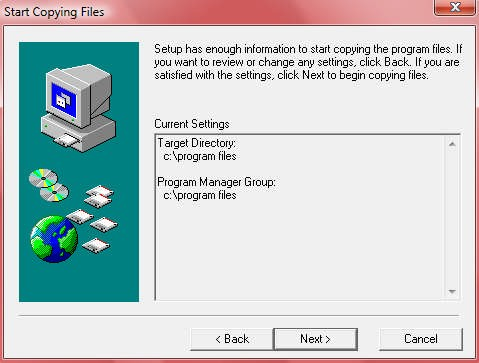 Start Copying Files
Setup has enough information to start copying the program files. If
you want to review or change any settings, click Back. If you are
satisfied with the settings, click Next to begin copying files.
Current Settings
Target Directory:
c:\program files
Program Manager Group:
c:\program files
< Back
Next >
Cancel